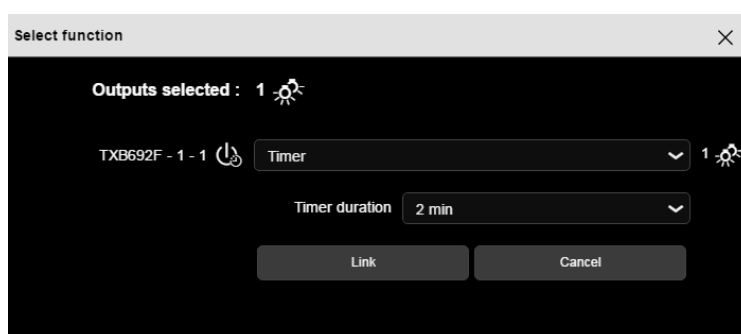 Select function
Outputs selected : 1
TXB692F - 1 - 1 Timer 1
Timer duration 2 min
Link Cancel